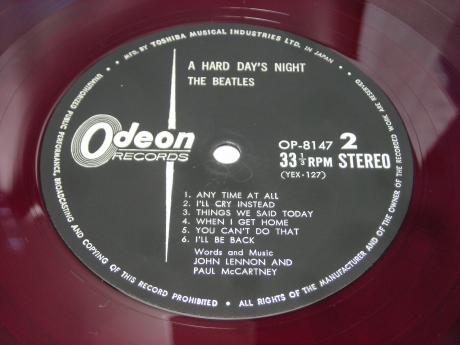 MFD. BY TOSHIBA MUSICAL INDUSTRIES LTD. IN JAPAN
A HARD DAY'S NIGHT
THE BEATLES
Odeon
RECORDS
OP-8147 2
33 1/3 RPM STEREO
(YEX-127)
1. ANY TIME AT ALL
2. I'LL CRY INSTEAD
3. THINGS WE SAID TODAY
4. WHEN I GET HOME
5. YOU CAN'T DO THAT
6. I'LL BE BACK
Words and Music
JOHN LENNON AND
PAUL McCARTNEY
UNAUTHORIZED PUBLIC PERFORMANCE, BROADCASTING AND COPYING OF THIS RECORD PROHIBITED • ALL RIGHTS OF THE MANUFACTURER AND OF THE OWNER OF THE RECORDED WORK ARE RESERVED